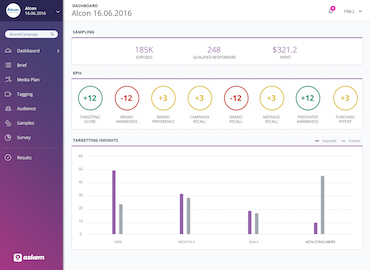 Alcon
16.06.2016
Brand/Campaign
Dashboard
Brief
Media Plan
Tagging
Audience
Samples
Survey
Results
askem
DASHBOARD
Alcon 16.06.2016
Filip J.
SAMPLING
185K
248
$321.2
EXPOSED
QUALIFIED RESPONDERS
SPENT
KPIs
+12
-12
+3
+3
-12
+3
+12
+3
TARGETING
SCORE
BRAND
AWARENESS
BRAND
PREFERENCE
CAMPAIGN
RECALL
BRAND
RECALL
MESSAGE
RECALL
PRESENTER
AWARENESS
PURCHASE
INTENT
TARGETTING INSIGHTS
Exposed
Control
60
50
40
30
20
10
0
NEW
MONTHLY
DAILY
NON-CONSUMERS